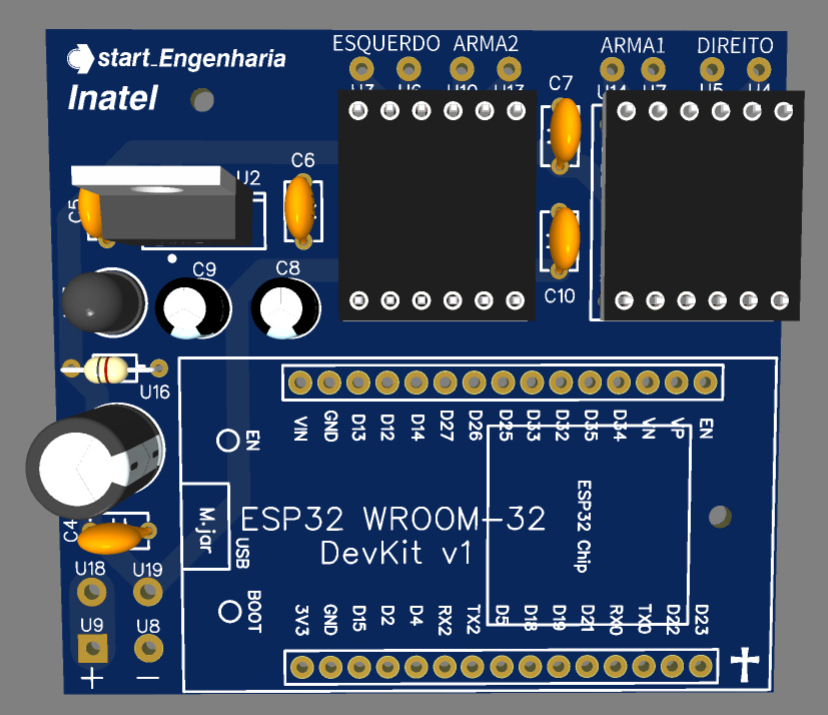 start_Engenharia
Inatel
ESQUERDO ARMA2
ARMA1 DIREITO
U3 U6 U10 U13
U14 U7 U5 U4
C7
C6
U2
C5
C9
C8
C10
U16
VIN GND D13 D12 D14 D27 D26 D25 D33 D32 D35 D34 VN VP EN
EN
M.jar
USB
ESP32 WROOM-32
DevKit v1
ESP32 Chip
C4
U18 U19
BOOT
3V3 GND D15 D2 D4 RX2 TX2 D5 D18 D19 D21 RX0 TX0 D22 D23
U9 U8
+ -